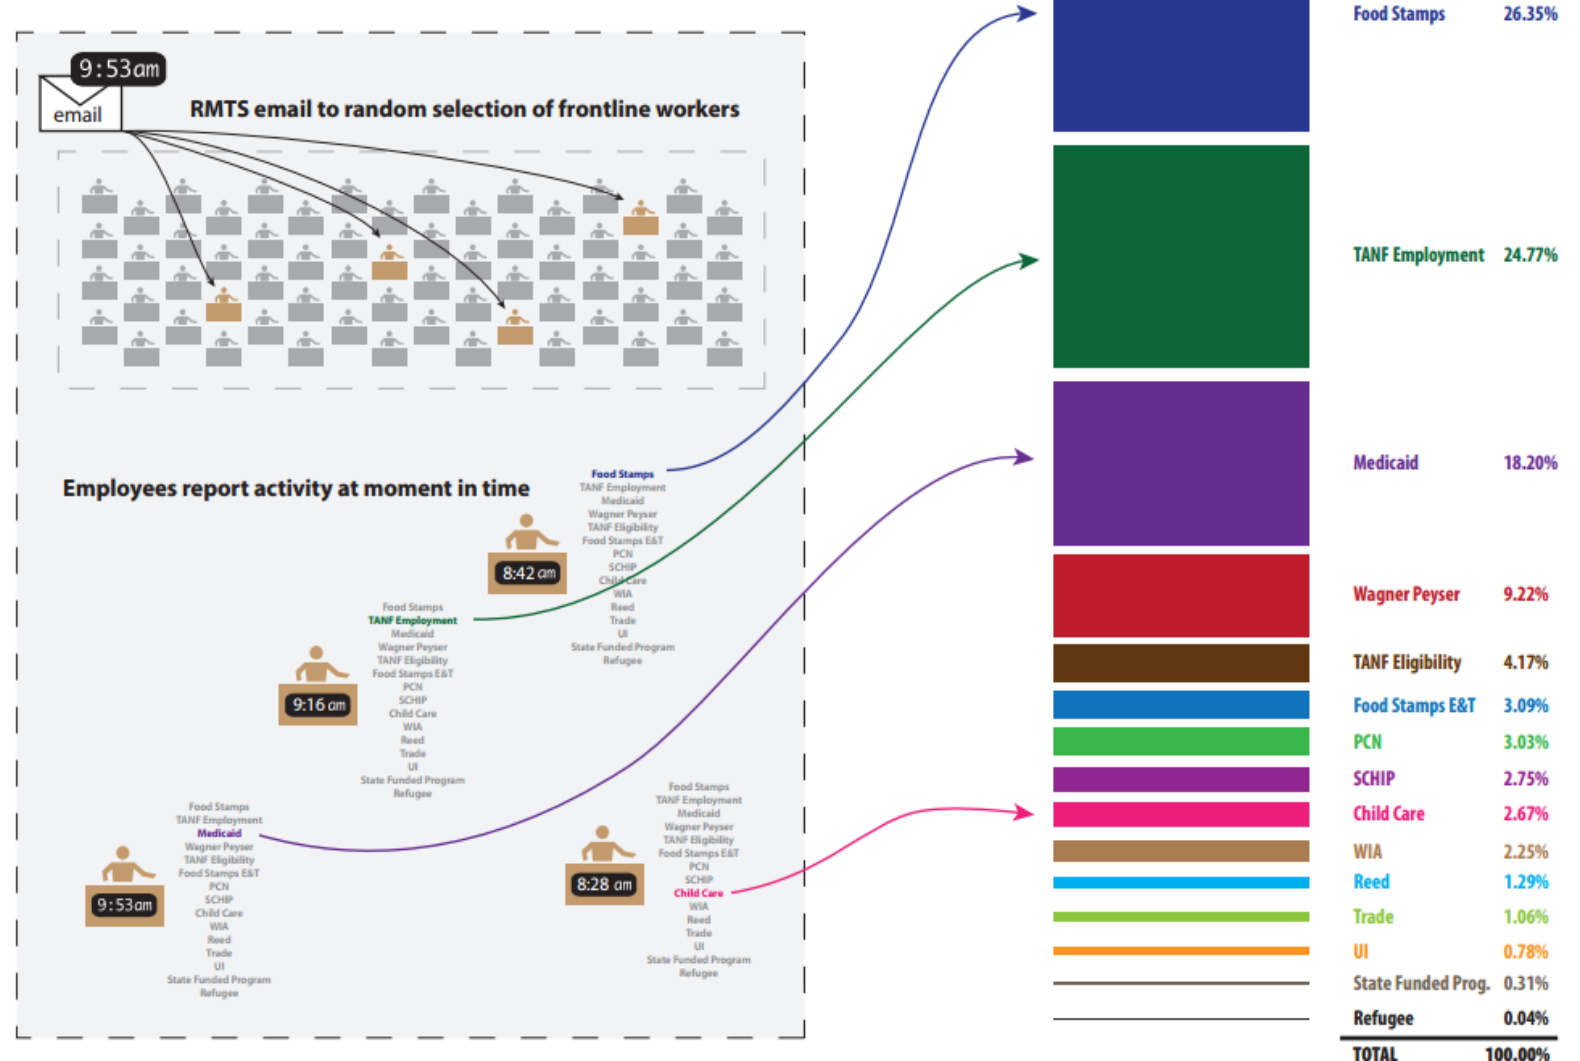 9:53am
email
RMTS email to random selection of frontline workers
Employees report activity at moment in time
8:42 am
Food Stamps
TANF Employment
Medicaid
Wagner Peyser
TANF Eligibility
Food Stamps E&T
PCN
SCHIP
Child Care
WIA
Reed
Trade
UI
State Funded Program
Refugee
9:16 am
Food Stamps
TANF Employment
Medicaid
Wagner Peyser
TANF Eligibility
Food Stamps E&T
PCN
SCHIP
Child Care
WIA
Reed
Trade
UI
State Funded Program
Refugee
9:53am
Food Stamps
TANF Employment
Medicaid
Wagner Peyser
TANF Eligibility
Food Stamps E&T
PCN
SCHIP
Child Care
WIA
Reed
Trade
UI
State Funded Program
Refugee
8:28 am
Food Stamps
TANF Employment
Medicaid
Wagner Peyser
TANF Eligibility
Food Stamps E&T
PCN
SCHIP
Child Care
WIA
Reed
Trade
UI
State Funded Program
Refugee
Food Stamps 26.35%
TANF Employment 24.77%
Medicaid 18.20%
Wagner Peyser 9.22%
TANF Eligibility 4.17%
Food Stamps E&T 3.09%
PCN 3.03%
SCHIP 2.75%
Child Care 2.67%
WIA 2.25%
Reed 1.29%
Trade 1.06%
UI 0.78%
State Funded Prog. 0.31%
Refugee 0.04%
TOTAL 100.00%